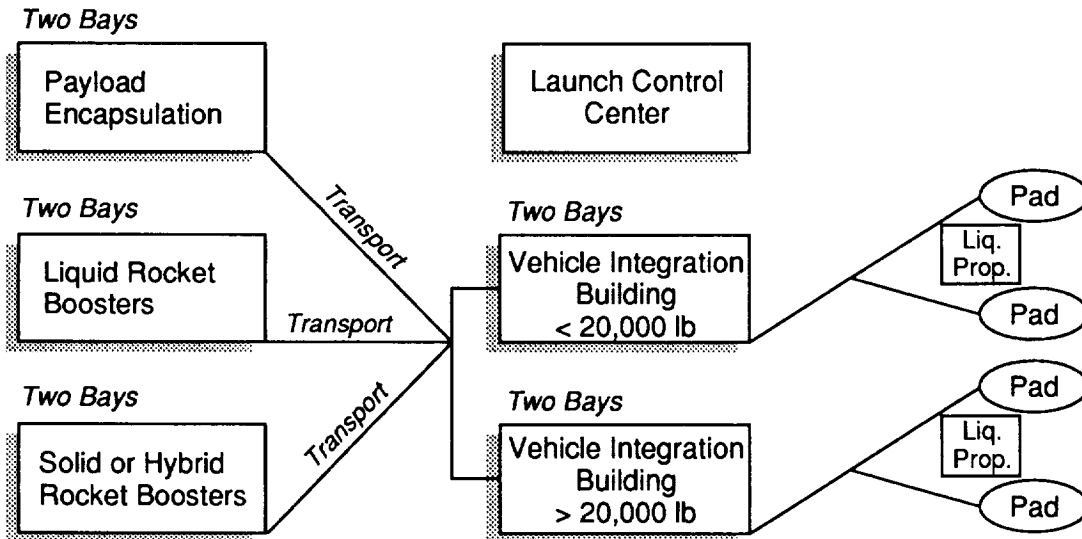 Two Bays
Payload
Encapsulation
Launch Control
Center
Transport
Two Bays
Liquid Rocket
Boosters
Transport
Two Bays
Vehicle Integration
Building
< 20,000 lb
Pad
Liq.
Prop.
Pad
Two Bays
Solid or Hybrid
Rocket Boosters
Transport
Two Bays
Vehicle Integration
Building
> 20,000 lb
Pad
Liq.
Prop.
Pad